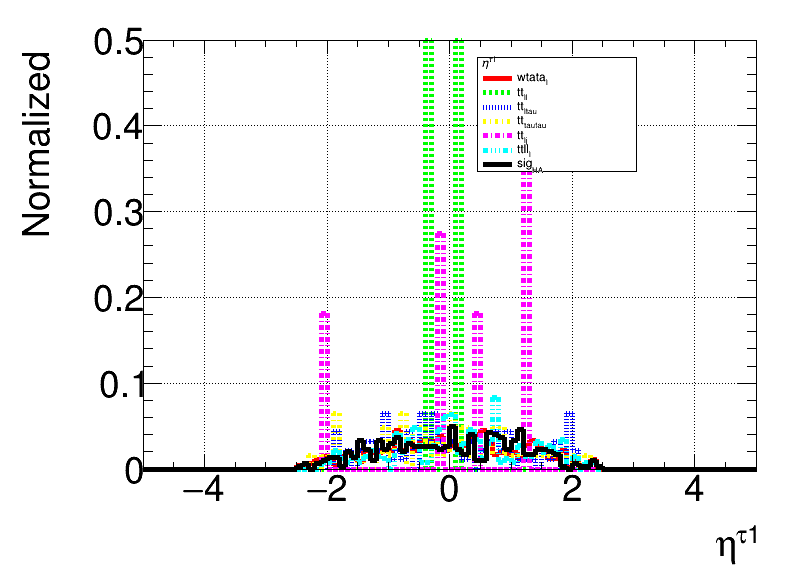 Normalized
0.5
0.4
0.3
0.2
0.1
0
−4
−2
0
2
4
η^τ1
η^τ1
wtata_l
tt_ll
tt_ltau
tt_tautau
tt_lj
ttll_l
sig_HA